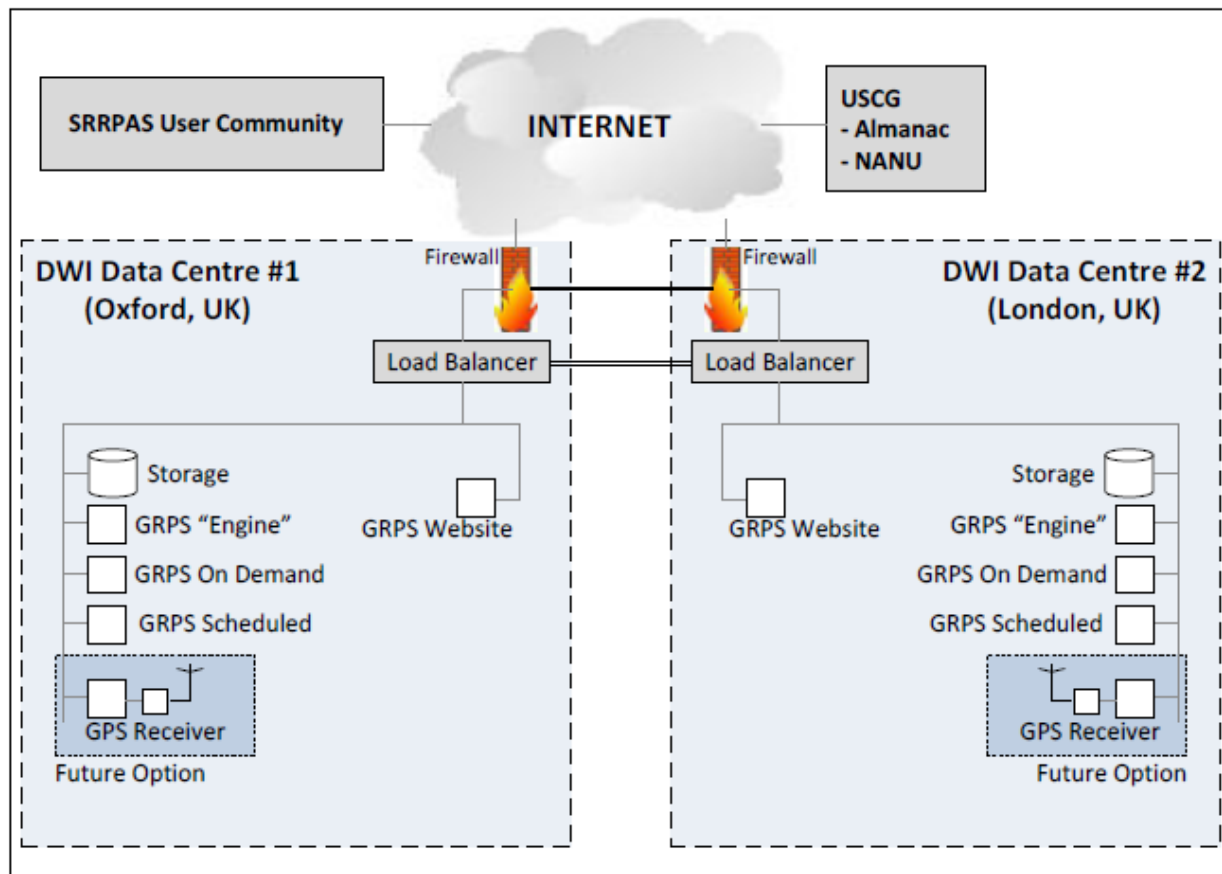 SRRPAS User Community
INTERNET
USCG
- Almanac
- NANU
DWI Data Centre #1
(Oxford, UK)
Firewall
Load Balancer
Storage
GRPS “Engine”
GRPS On Demand
GRPS Scheduled
GRPS Website
GPS Receiver
Future Option
Firewall
DWI Data Centre #2
(London, UK)
Load Balancer
GRPS Website
Storage
GRPS “Engine”
GRPS On Demand
GRPS Scheduled
GPS Receiver
Future Option